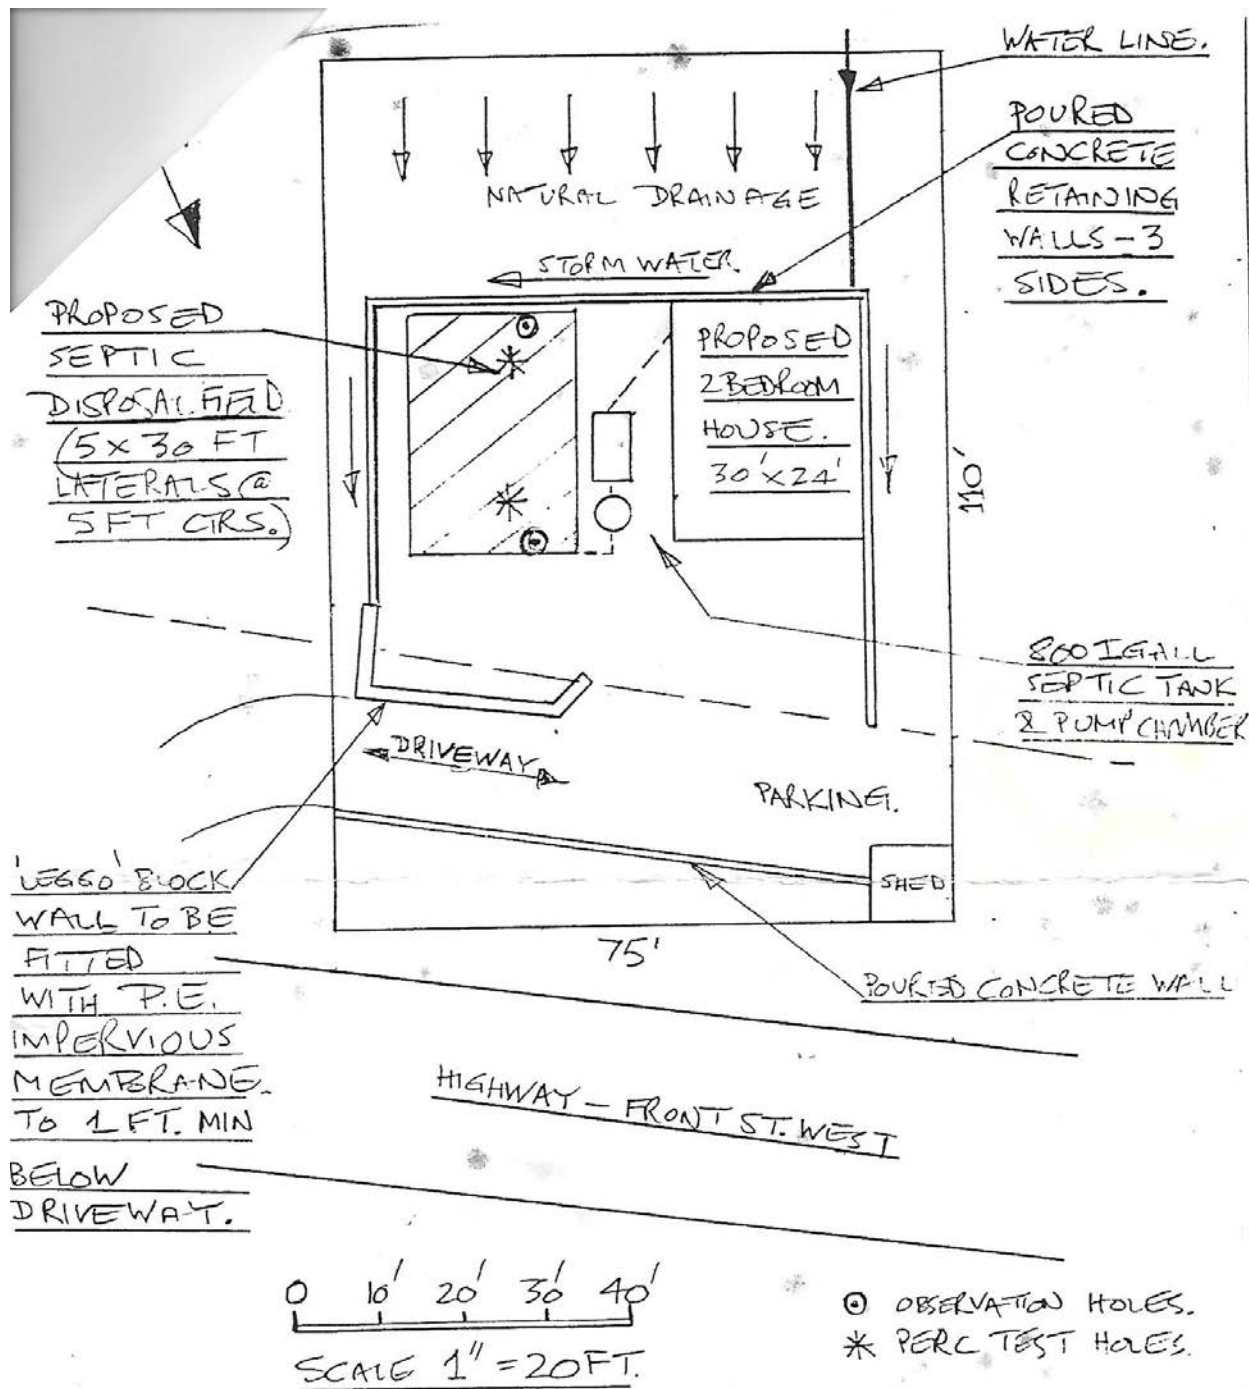 WATER LINE.
POURED
CONCRETE
RETAINING
WALLS - 3
SIDES.
NATURAL DRAINAGE
STORM WATER.
PROPOSED
SEPTIC
DISPOSAL FIELD
(5 x 30 FT
LATERALS @
5 FT CTRS.)
PROPOSED
2 BEDROOM
HOUSE.
30' x 24'
110'
800 IGALL
SEPTIC TANK
& PUMP CHAMBER
DRIVEWAY
PARKING.
SHED
'LEGGO' BLOCK
WALL TO BE
FITTED
WITH P.E.
IMPERVIOUS
MEMBRANE.
TO 1 FT. MIN
BELOW
DRIVEWAY.
75'
POURED CONCRETE WALL
HIGHWAY - FRONT ST. WEST
0 10' 20' 30' 40'
SCALE 1" = 20 FT.
OBSERVATION HOLES.
PERC TEST HOLES.